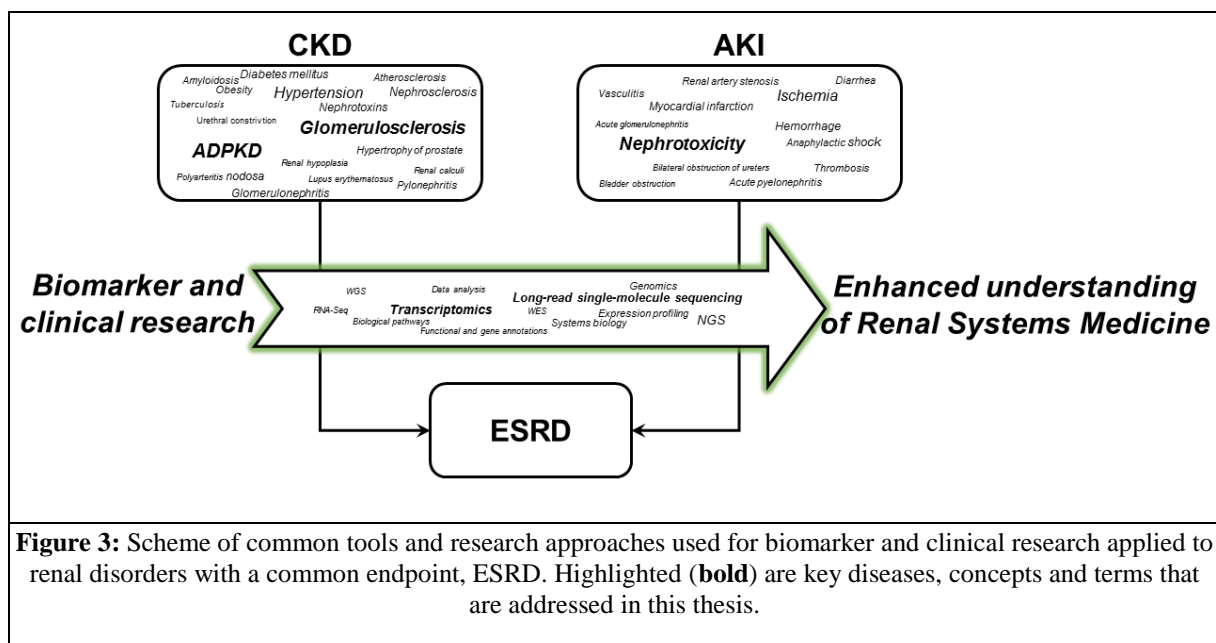 CKD
AKI
Amyloidosis Diabetes mellitus Atherosclerosis
Obesity Hypertension Nephrosclerosis
Tuberculosis Nephrotoxins
Urethral constrivtion Glomerulosclerosis
ADPKD Hypertrophy of prostate
Renal hypoplasia Renal calculi
Polyarteritis nodosa Lupus erythematosus Pylonephritis
Glomerulonephritis
Renal artery stenosis Diarrhea
Vasculitis Myocardial infarction Ischemia
Acute glomerulonephritis Hemorrhage
Nephrotoxicity Anaphylactic shock
Bilateral obstruction of ureters Thrombosis
Bladder obstruction Acute pyelonephritis
Biomarker and
clinical research
WGS Data analysis Genomics
RNA-Seq Transcriptomics Long-read single-molecule sequencing
Biological pathways WES Expression profiling NGS
Functional and gene annotations Systems biology
Enhanced understanding
of Renal Systems Medicine
ESRD
Figure 3: Scheme of common tools and research approaches used for biomarker and clinical research applied to
renal disorders with a common endpoint, ESRD. Highlighted (bold) are key diseases, concepts and terms that
are addressed in this thesis.